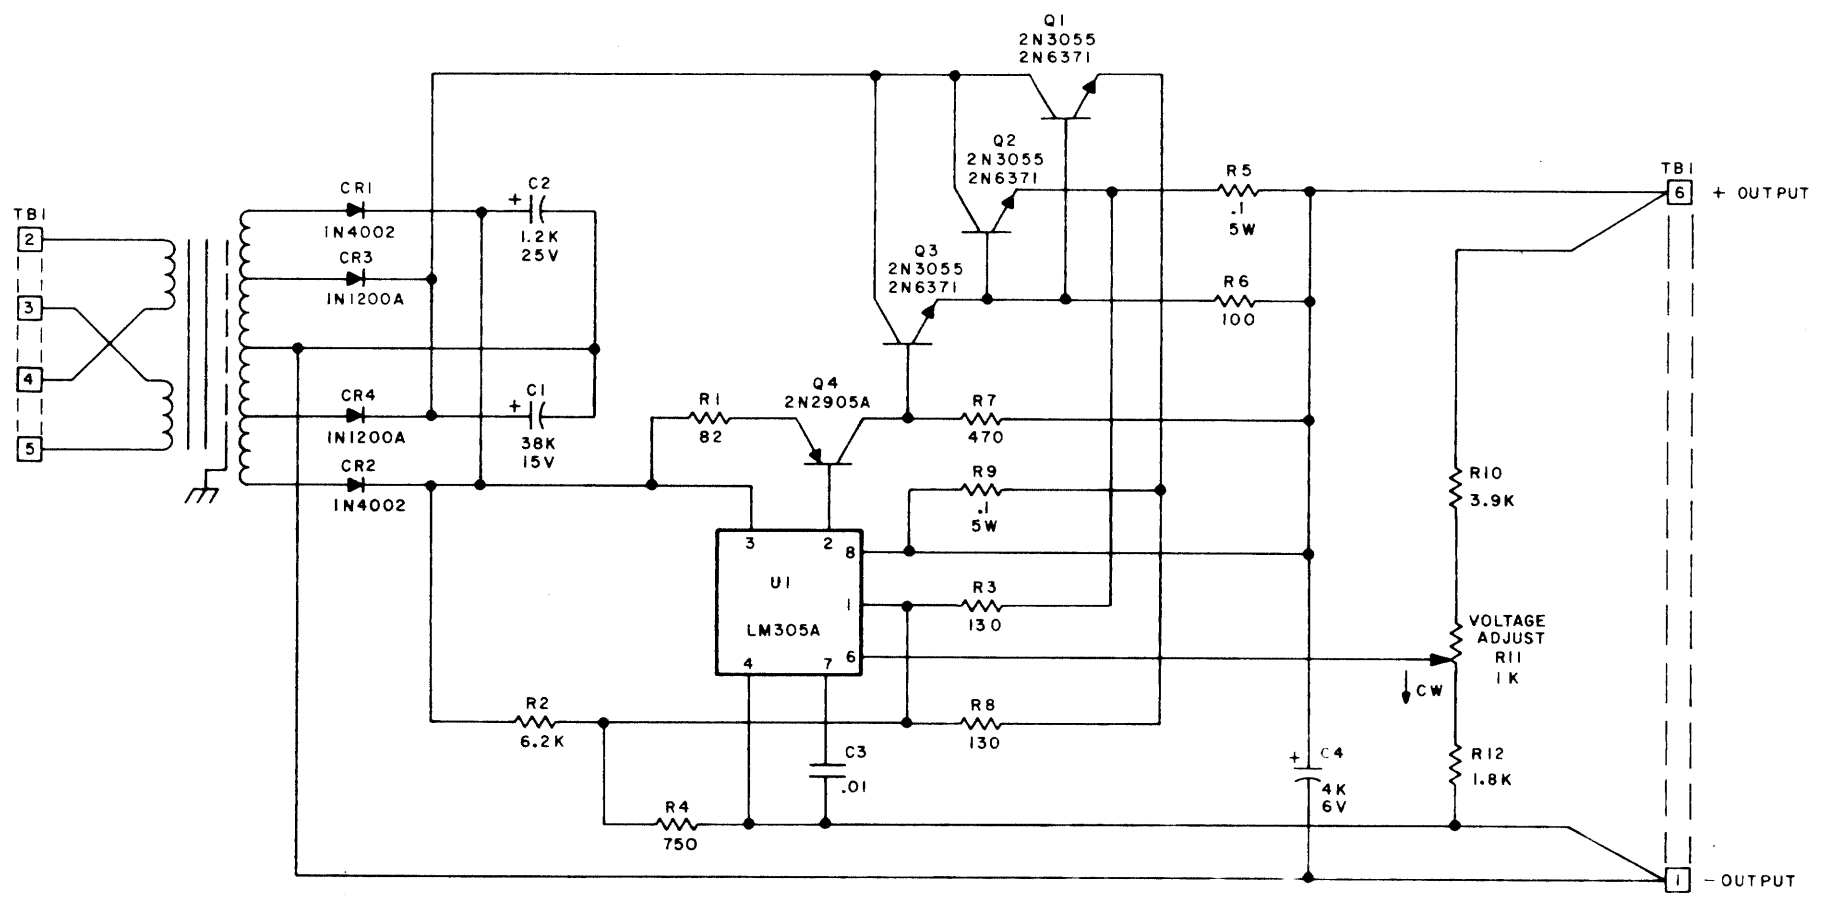 Q1
2N3055
2N6371
Q2
2N3055
2N6371
Q3
2N3055
2N6371
TB1
2
3
4
5
CR1
1N4002
CR3
1N1200A
CR4
1N1200A
CR2
1N4002
+
C2
1.2K
25V
+
C1
38K
15V
R1
82
Q4
2N2905A
R5
.1
5W
R6
100
R7
470
R9
.1
5W
TB1
6
+ OUTPUT
R10
3.9K
3
2
8
U1
1
LM305A
4
7
6
R3
130
VOLTAGE
ADJUST
R11
1K
CW
R2
6.2K
R8
130
C3
.01
R4
750
+
C4
4K
6V
R12
1.8K
1
- OUTPUT